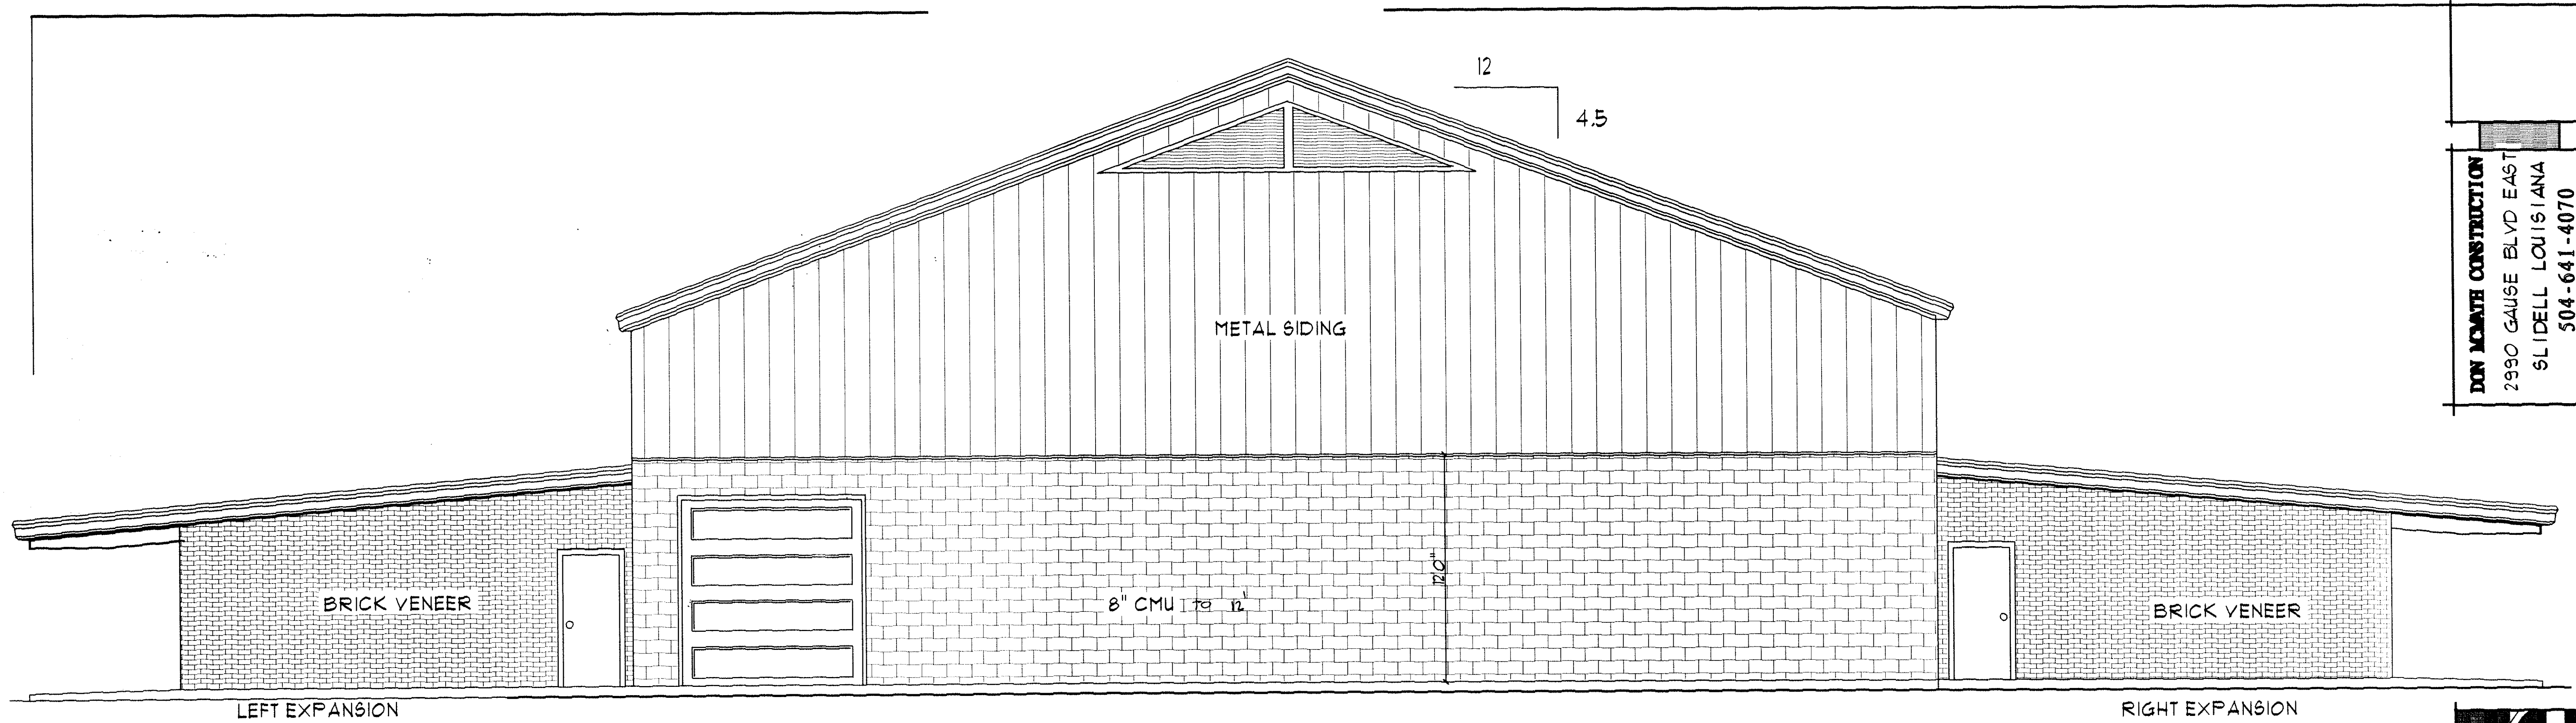 12
4.5
METAL SIDING
8" CMU to 12'
12'0"
BRICK VENEER
BRICK VENEER
LEFT EXPANSION
RIGHT EXPANSION
DON MCMATH CONSTRUCTION
2990 GAUSE BLVD EAST
SLIDELL LOUISIANA
504-641-4070